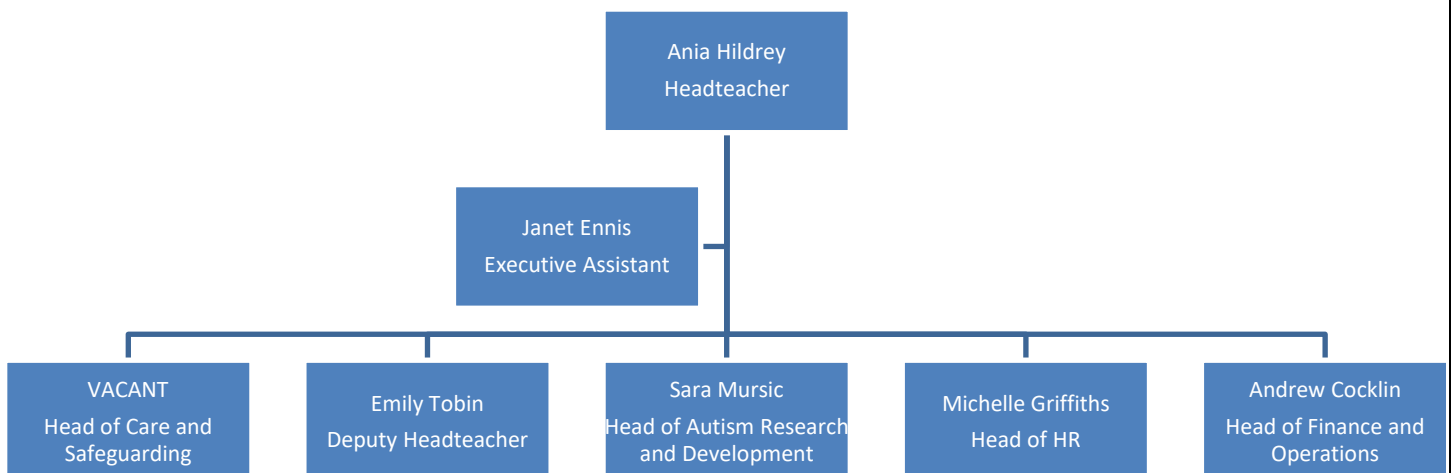 Ania Hildrey
Headteacher
Janet Ennis
Executive Assistant
VACANT
Head of Care and
Safeguarding
Emily Tobin
Deputy Headteacher
Sara Mursic
Head of Autism Research
and Development
Michelle Griffiths
Head of HR
Andrew Cocklin
Head of Finance and
Operations